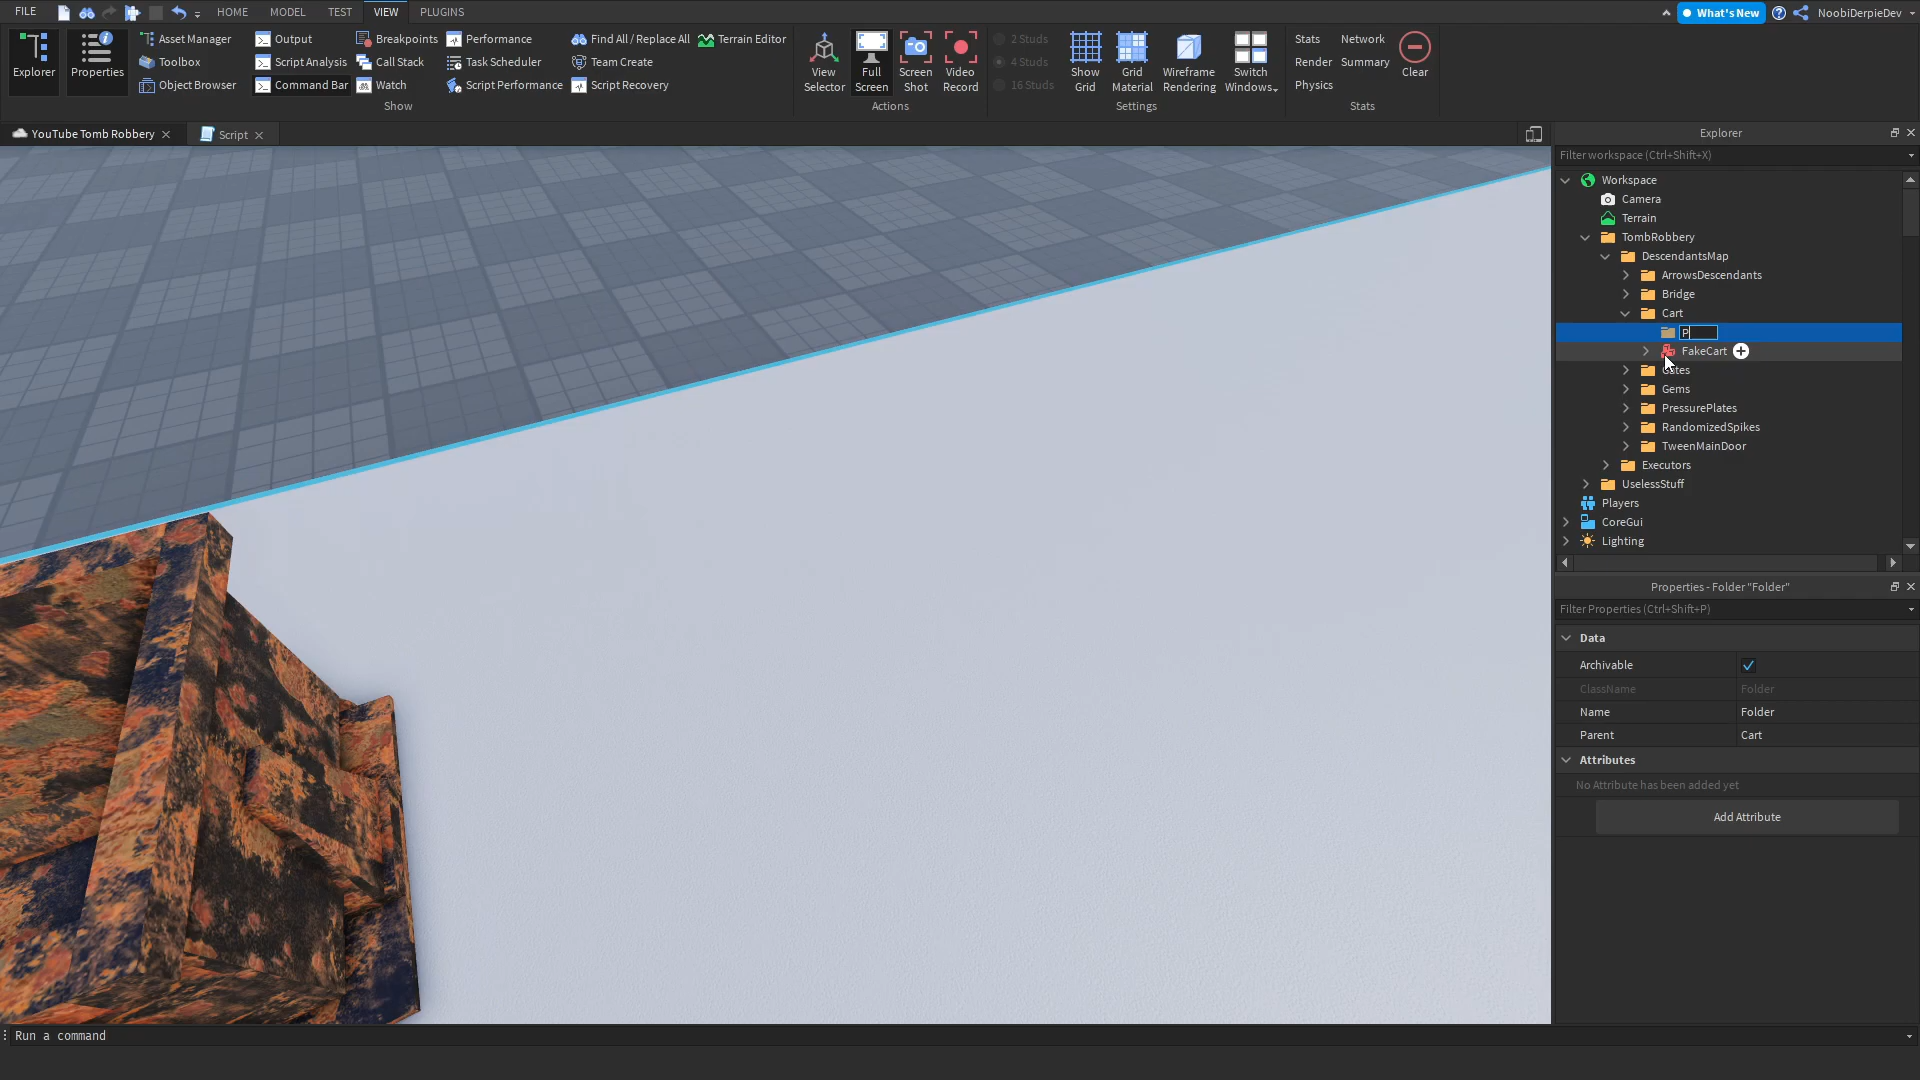 FILE HOME MODEL TEST VIEW PLUGINS What's New NoobiDerpieDev
Explorer
Properties
Asset Manager
Toolbox
Object Browser
Output
Script Analysis
Command Bar
Breakpoints
Call Stack
Watch
Performance
Task Scheduler
Script Performance
Find All / Replace All
Team Create
Script Recovery
Terrain Editor
Show
View
Selector
Full
Screen
Screen
Shot
Video
Record
Actions
2 Studs
4 Studs
16 Studs
Show
Grid
Grid
Material
Wireframe
Rendering
Switch
Windows
Settings
Stats
Render
Physics
Network
Summary
Clear
Stats
YouTube Tomb Robbery
Script
Explorer
Filter workspace (Ctrl+Shift+X)
Workspace
Camera
Terrain
TombRobbery
DescendantsMap
ArrowsDescendants
Bridge
Cart
P
FakeCart
Gates
Gems
PressurePlates
RandomizedSpikes
TweenMainDoor
Executors
UselessStuff
Players
CoreGui
Lighting
Properties - Folder "Folder"
Filter Properties (Ctrl+Shift+P)
Data
Archivable
ClassName Folder
Name Folder
Parent Cart
Attributes
No Attribute has been added yet
Add Attribute
Run a command